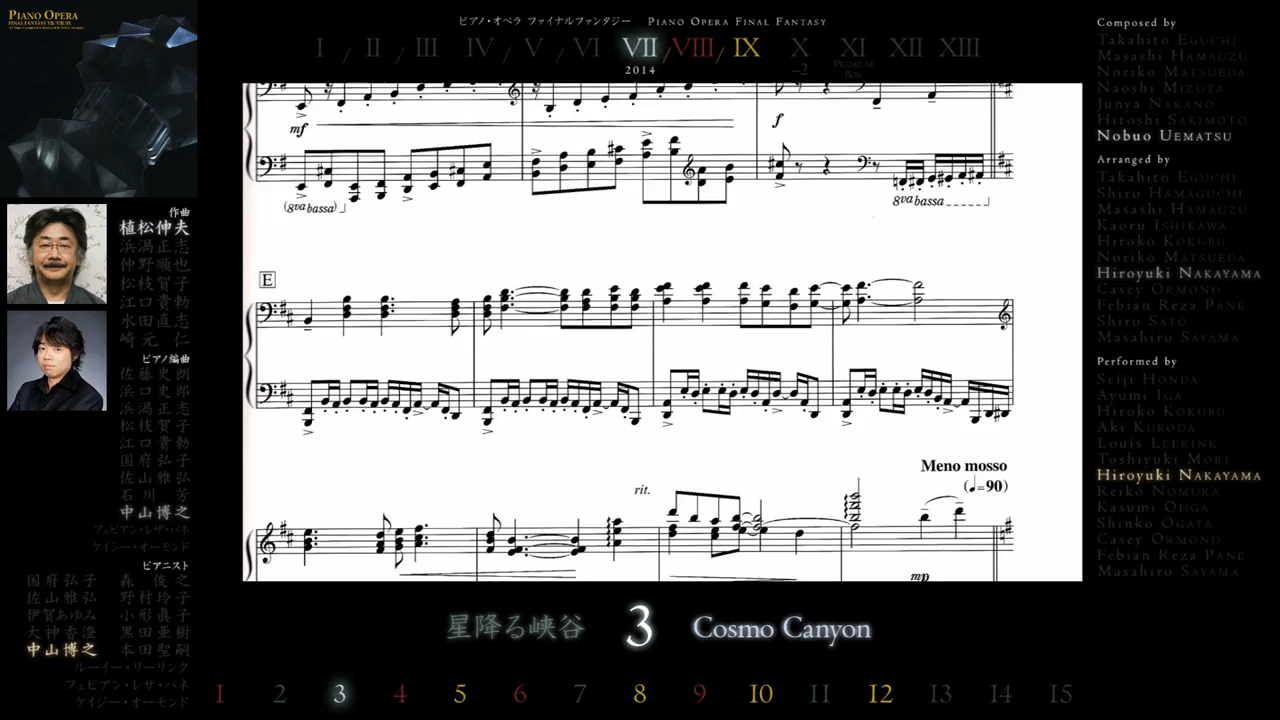 PIANO OPERA
ピアノ・オペラ ファイナルファンタジー PIANO OPERA FINAL FANTASY
I / II / III IV / V / VI VII / VIII / IX X -2 XI XII XIII
2014
PREMIUM BOX
作曲
植松伸夫
浜渦正志
仲野順也
松枝賀子
江口貴勅
水田直志
崎元 仁
ピアノ編曲
佐藤史朗
浜口史郎
浜渦正志
松枝賀子
江口貴勅
国府弘子
佐山雅弘
石川 芳
中山博之
フェビアン・レザ・パネ
ケイシー・オーモンド
ピアニスト
国府弘子 森 俊之
佐山雅弘 野村玲子
伊賀あゆみ 小形眞子
大神香澄 黒田亜樹
中山博之 本田聖嗣
ルーイー・リーリンク
フェビアン・レザ・パネ
ケイジー・オーモンド
mf
f
(8va bassa)
8va bassa
E
Meno mosso
rit.
(♩=90)
mp
星降る峡谷 3 Cosmo Canyon
1 2 3 4 5 6 7 8 9 10 11 12 13 14 15
Composed by
Takahito EGUCHI
Masashi HAMAUZU
Noriko MATSUEDA
Naoshi MIZUTA
Junya NAKANO
Hitoshi SAKIMOTO
Nobuo UEMATSU
Arranged by
Takahito EGUCHI
Shiro HAMAGUCHI
Masashi HAMAUZU
Kaoru ISHIKAWA
Hiroko KOKUBU
Noriko MATSUEDA
Hiroyuki NAKAYAMA
Casey ORMOND
Febian Reza PANE
Shiro SATO
Masahiro SAYAMA
Performed by
Seiji HONDA
Ayumi IGA
Hiroko KOKUBU
Aki KURODA
Louis LEERINK
Toshiyuki MORI
Hiroyuki NAKAYAMA
Reiko NOMURA
Kasumi OHGA
Shinko OGATA
Casey ORMOND
Febian Reza PANE
Masahiro SAYAMA